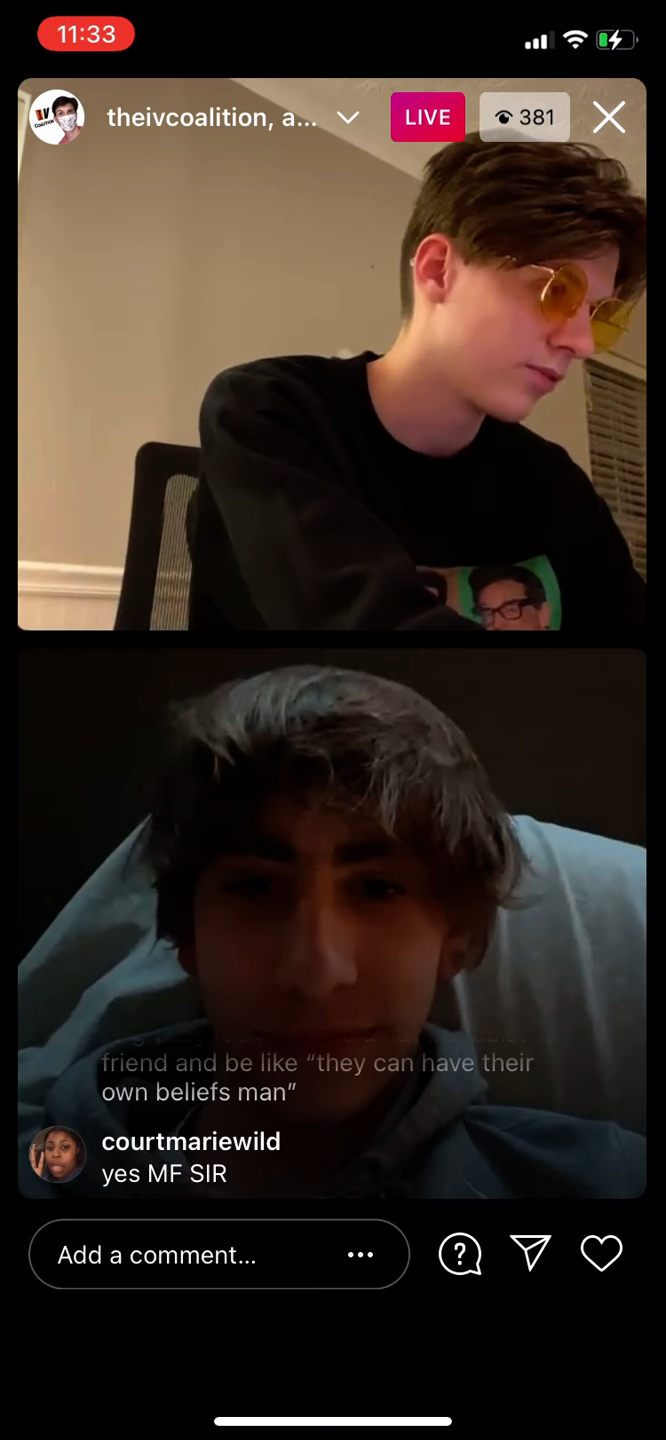 11:33
theivcoalition, a...
LIVE
381
friend and be like “they can have their
own beliefs man”
courtmariewild
yes MF SIR
Add a comment...